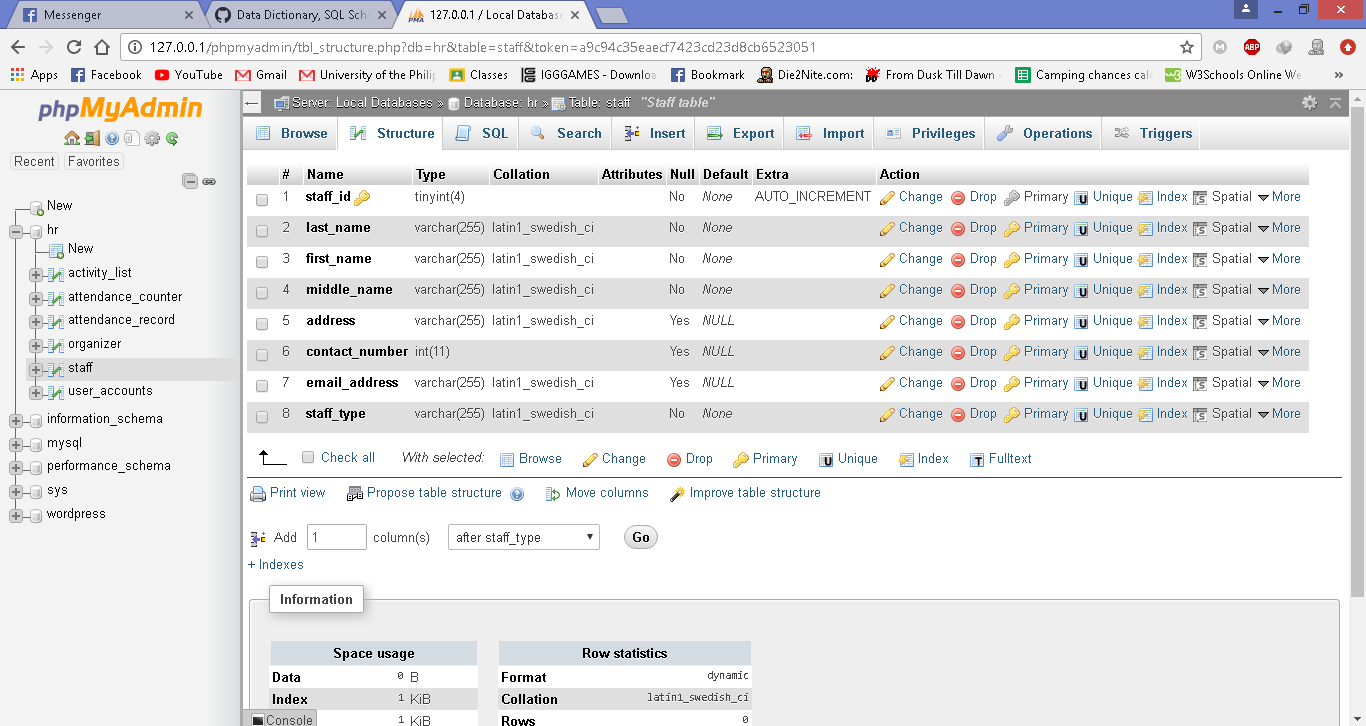 Messenger
Data Dictionary, SQL Sch
127.0.0.1 / Local Database
127.0.0.1/phpmyadmin/tbl_structure.php?db=hr&table=staff&token=a9c94c35eaecf7423cd23d8cb6523051
Apps Facebook YouTube Gmail University of the Philip Classes IGGGAMES - Downloa Bookmark Die2Nite.com: From Dusk Till Dawn - Camping chances calc W3Schools Online We »
phpMyAdmin
Recent Favorites
New
hr
New
activity_list
attendance_counter
attendance_record
organizer
staff
user_accounts
information_schema
mysql
performance_schema
sys
wordpress
Server: Local Databases » Database: hr » Table: staff "Staff table"
Browse Structure SQL Search Insert Export Import Privileges Operations Triggers
# Name Type Collation Attributes Null Default Extra Action
1 staff_id tinyint(4) No None AUTO_INCREMENT Change Drop Primary Unique Index Spatial More
2 last_name varchar(255) latin1_swedish_ci No None Change Drop Primary Unique Index Spatial More
3 first_name varchar(255) latin1_swedish_ci No None Change Drop Primary Unique Index Spatial More
4 middle_name varchar(255) latin1_swedish_ci No None Change Drop Primary Unique Index Spatial More
5 address varchar(255) latin1_swedish_ci Yes NULL Change Drop Primary Unique Index Spatial More
6 contact_number int(11) Yes NULL Change Drop Primary Unique Index Spatial More
7 email_address varchar(255) latin1_swedish_ci Yes NULL Change Drop Primary Unique Index Spatial More
8 staff_type varchar(255) latin1_swedish_ci No None Change Drop Primary Unique Index Spatial More
Check all With selected: Browse Change Drop Primary Unique Index Fulltext
Print view Propose table structure Move columns Improve table structure
Add 1 column(s) after staff_type Go
+ Indexes
Information
Space usage
Data 0 B
Index 1 KiB
1 KiB
Row statistics
Format dynamic
Collation latin1_swedish_ci
Rows 0
Console